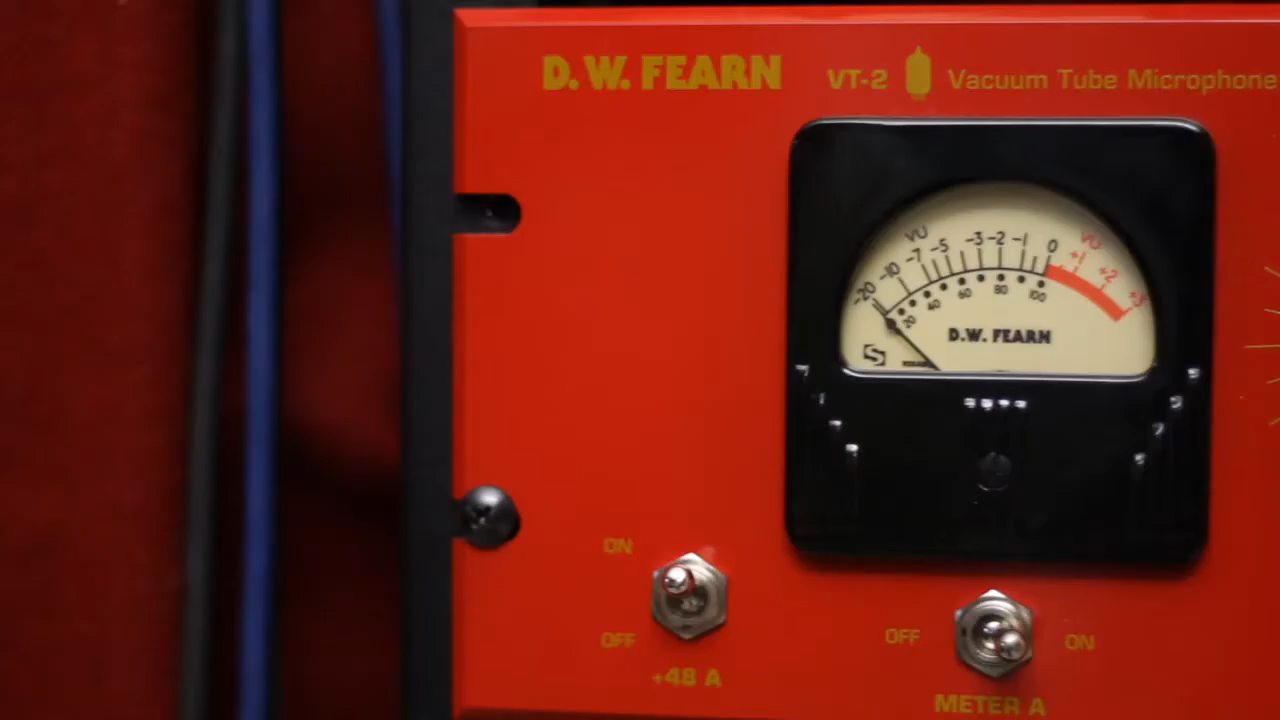 D.W. FEARN VT-2 Vacuum Tube Microphone
VU VU
-20 -10 -7 -5 -3 -2 -1 0 +1 +2 +3
20 40 60 80 100
D.W. FEARN
ON
OFF
+48 A
OFF ON
METER A